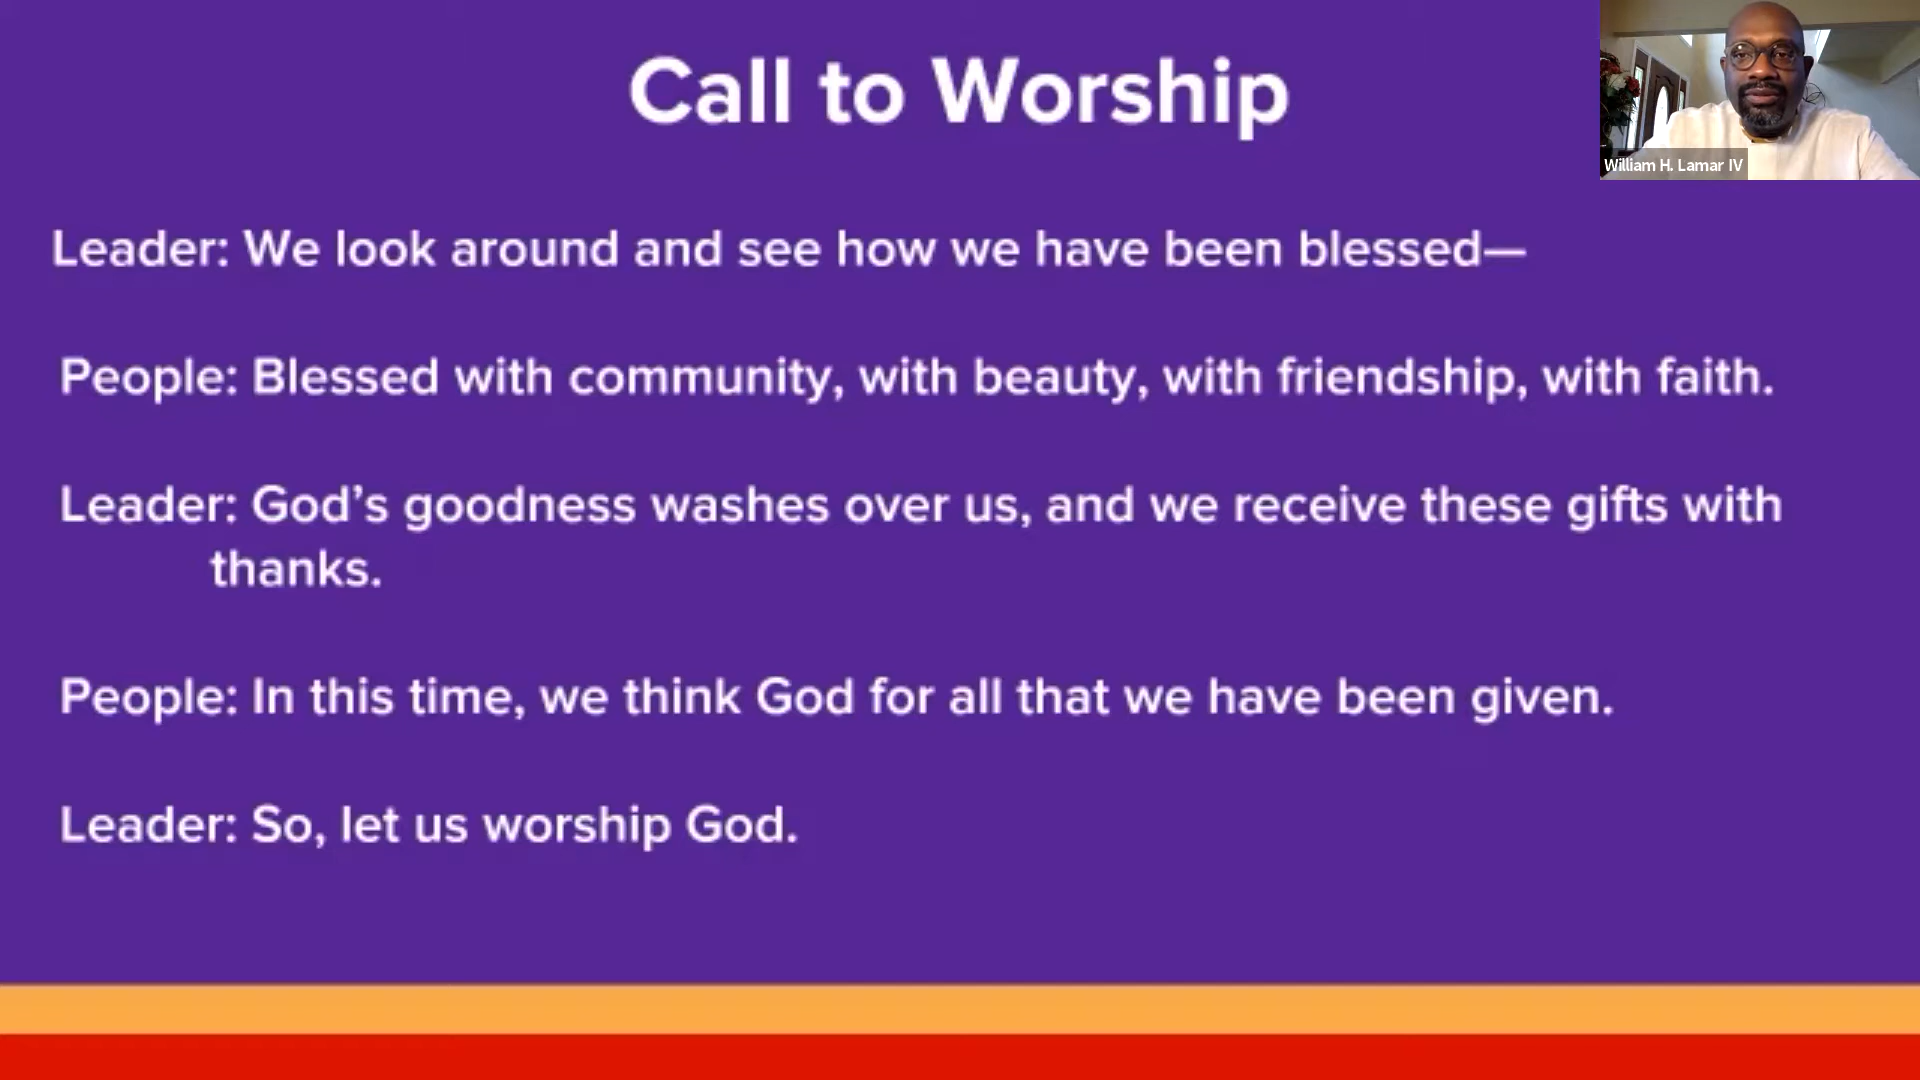 Call to Worship
William H. Lamar IV
Leader: We look around and see how we have been blessed—
People: Blessed with community, with beauty, with friendship, with faith.
Leader: God’s goodness washes over us, and we receive these gifts with
thanks.
People: In this time, we think God for all that we have been given.
Leader: So, let us worship God.